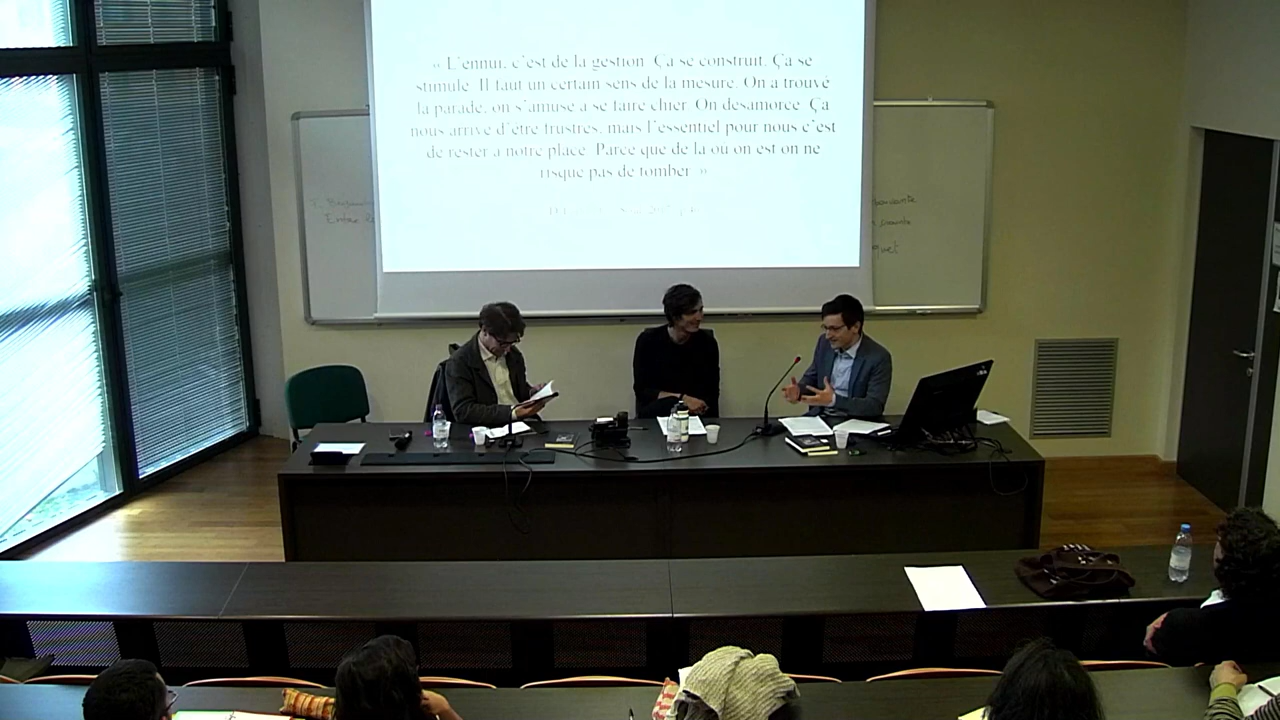 « L'ennui, c'est de la gestion. Ça se construit. Ça se
stimule. Il faut un certain sens de la mesure. On a trouvé
la parade, on s'amuse à se faire chier. On désamorce. Ça
nous arrive d'être frustrés, mais l'essentiel pour nous c'est
de rester à notre place. Parce que de là où on est on ne
risque pas de tomber. »
Entre